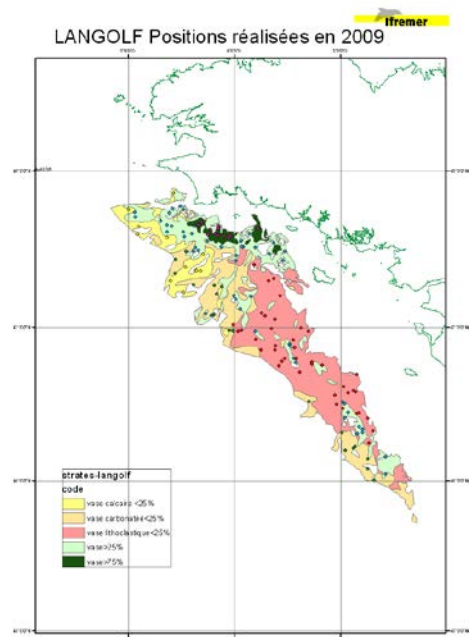 Ifremer
LANGOLF Positions réalisées en 2009
strates-langolf
code
vase calcaire <25%
vase carbonatée<25%
vase lithoclastique<25%
vase>25%
vase>75%